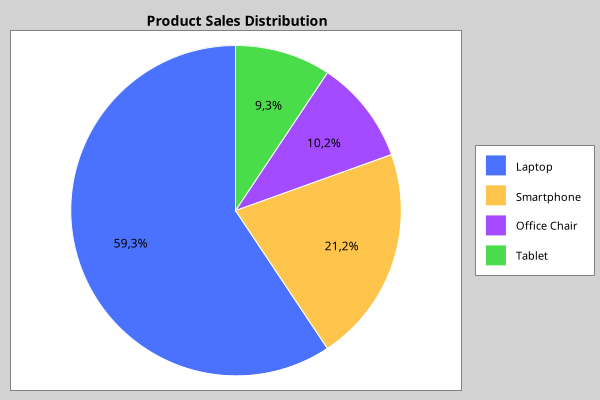 Product Sales Distribution
9,3%
10,2%
59,3%
21,2%
Laptop
Smartphone
Office Chair
Tablet